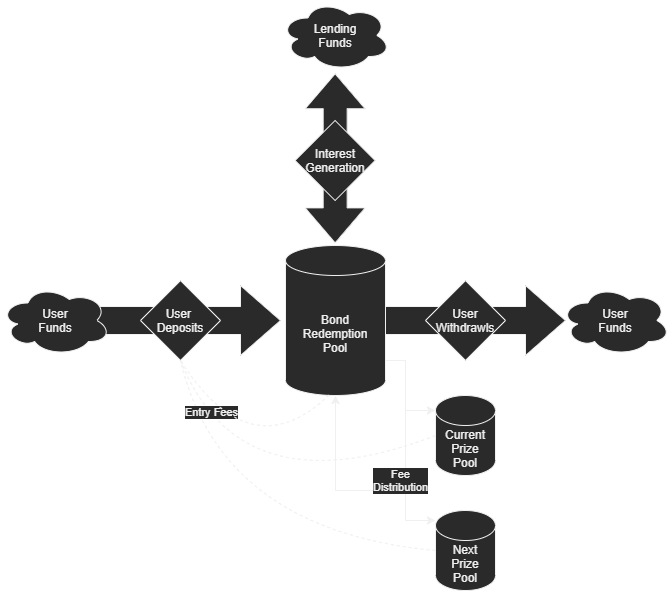 Lending
Funds
Interest
Generation
User
Funds
User
Deposits
Bond
Redemption
Pool
User
Withdrawls
User
Funds
Entry Fees
Current
Prize
Pool
Fee
Distribution
Next
Prize
Pool